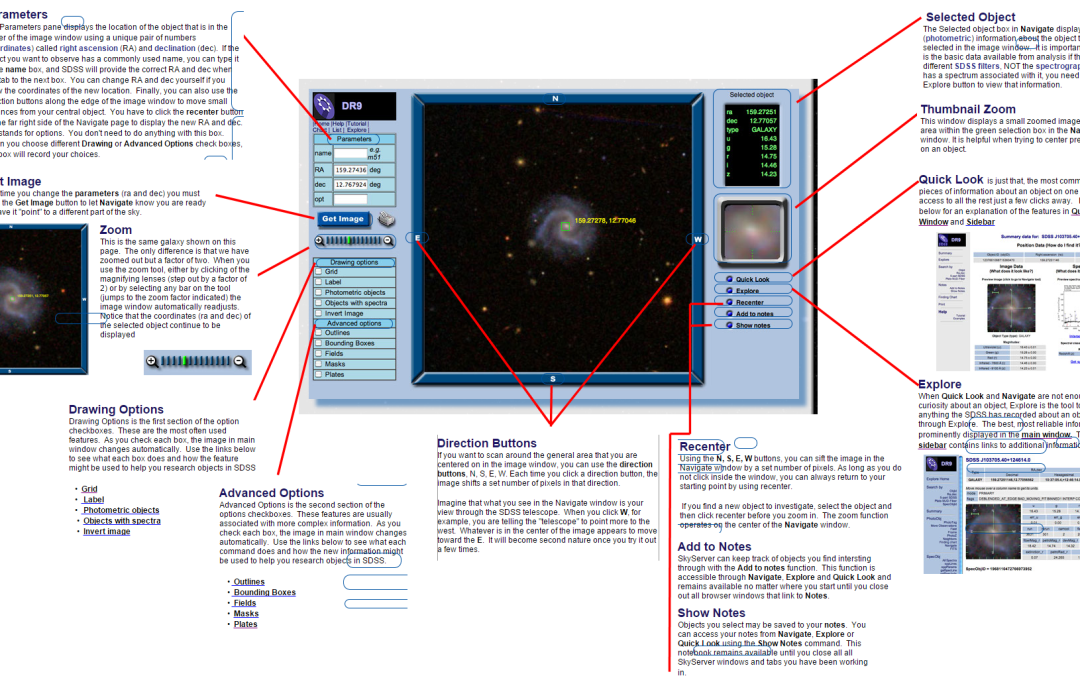 rameters
Parameters pane displays the location of the object that is in the
er of the image window using a unique pair of numbers
rdinates) called right ascension (RA) and declination (dec). If the
ct you want to observe has a commonly used name, you can type it
e name box, and SDSS will provide the correct RA and dec when
tab to the next box. You can change RA and dec yourself if you
w the coordinates of the new location. Finally, you can also use the
ction buttons along the edge of the image window to move small
nces from your central object. You have to click the recenter button
he far right side of the Navigate page to display the new RA and dec.
stands for options. You don't need to do anything with this box.
n you choose different Drawing or Advanced Options check boxes,
box will record your choices.
t Image
time you change the parameters (ra and dec) you must
the Get Image button to let Navigate know you are ready
ave it "point" to a different part of the sky.
Zoom
This is the same galaxy shown on this
page. The only difference is that we have
zoomed out but a factor of two. When you
use the zoom tool, either by clicking of the
magnifying lenses (step out by a factor of
2) or by selecting any bar on the tool
(jumps to the zoom factor indicated) the
image window automatically readjusts.
Notice that the coordinates (ra and dec) of
the selected object continue to be
displayed
Drawing Options
Drawing Options is the first section of the option
checkboxes. These are the most often used
features. As you check each box, the image in main
window changes automatically. Use the links below
to see what each box does and how the feature
might be used to help you research objects in SDSS
• Grid
• Label
• Photometric objects
• Objects with spectra
• Invert image
Advanced Options
Advanced Options is the second section of the
options checkboxes. These features are usually
associated with more complex information. As you
check each box, the image in main window changes
automatically. Use the links below to see what each
command does and how the new information might
be used to help you research objects in SDSS.
• Outlines
• Bounding Boxes
• Fields
• Masks
• Plates
DR9
Home |Help |Tutorial |
Chart | List | Explore |
Parameters
name
e.g.
m51
RA 159.27436 deg
dec 12.767924 deg
opt
Get Image
Drawing options
Grid
Label
Photometric objects
Objects with spectra
Invert Image
Advanced options
Outlines
Bounding Boxes
Fields
Masks
Plates
N
E
W
S
159.27278, 12.77046
Selected object
ra 159.27251
dec 12.77057
type GALAXY
u 16.43
g 15.28
r 14.75
i 14.46
z 14.23
Quick Look
Explore
Recenter
Add to notes
Show notes
Direction Buttons
If you want to scan around the general area that you are
centered on in the image window, you can use the direction
buttons, N, S, E, W. Each time you click a direction button, the
image shifts a set number of pixels in that direction.
Imagine that what you see in the Navigate window is your
view through the SDSS telescope. When you click W, for
example, you are telling the "telescope" to point more to the
west. Whatever is in the center of the image appears to move
toward the E. It will become second nature once you try it out
a few times.
Recenter
Using the N, S, E, W buttons, you can sift the image in the
Navigate window by a set number of pixels. As long as you do
not click inside the window, you can always return to your
starting point by using recenter.
If you find a new object to investigate, select the object and
then click recenter before you zoom in. The zoom function
operates on the center of the Navigate window.
Add to Notes
SkyServer can keep track of objects you find intersting
through with the Add to notes function. This function is
accessible through Navigate, Explore and Quick Look and
remains available no matter where you start until you close
out all browser windows that link to Notes.
Show Notes
Objects you select may be saved to your notes. You
can access your notes from Navigate, Explore or
Quick Look using the Show Notes command. This
notebook remains available until you close all all
SkyServer windows and tabs you have been working
in.
Selected Object
The Selected object box in Navigate display
(photometric) information about the object t
selected in the image window. It is important
is the basic data available from analysis if the
different SDSS filters, NOT the spectrograp
has a spectrum associated with it, you need
Explore button to view that information.
Thumbnail Zoom
This window displays a small zoomed image
area within the green selection box in the Na
window. It is helpful when trying to center pre
on an object.
Quick Look is just that, the most comm
pieces of information about an object on one
access to all the rest just a few clicks away.
below for an explanation of the features in Qu
Window and Sidebar
DR9
Summary data for: SDSS J103705.40+
Position Data (How do I find it?
Image Data
(What does it look like?)
Explore
When Quick Look and Navigate are not enou
curiosity about an object, Explore is the tool to
anything the SDSS has recorded about an ob
through Explore. The best, most reliable infor
prominently displayed in the main window. T
sidebar contains links to additional information
DR9
SDSS J103705.40+124614.0